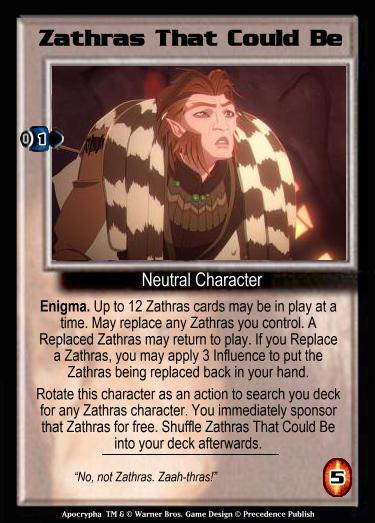 Zathras That Could Be
0 1
Neutral Character
Enigma. Up to 12 Zathras cards may be in play at a
time. May replace any Zathras you control. A
Replaced Zathras may return to play. If you Replace
a Zathras, you may apply 3 Influence to put the
Zathras being replaced back in your hand.
Rotate this character as an action to search you deck
for any Zathras character. You immediately sponsor
that Zathras for free. Shuffle Zathras That Could Be
into your deck afterwards.
"No, not Zathras. Zaah-thras!"
5
Apocrypha TM & © Warner Bros. Game Design © Precedence Publish